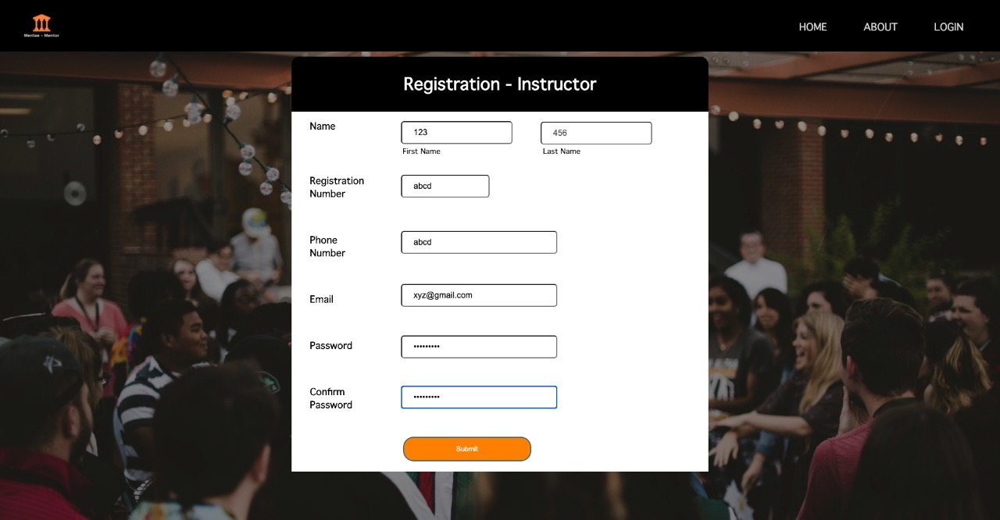 Mentee - Mentor
HOME ABOUT LOGIN
Registration - Instructor
Name
123 456
First Name Last Name
Registration
Number
abcd
Phone
Number
abcd
Email
xyz@gmail.com
Password
•••••••••
Confirm
Password
•••••••••
Submit